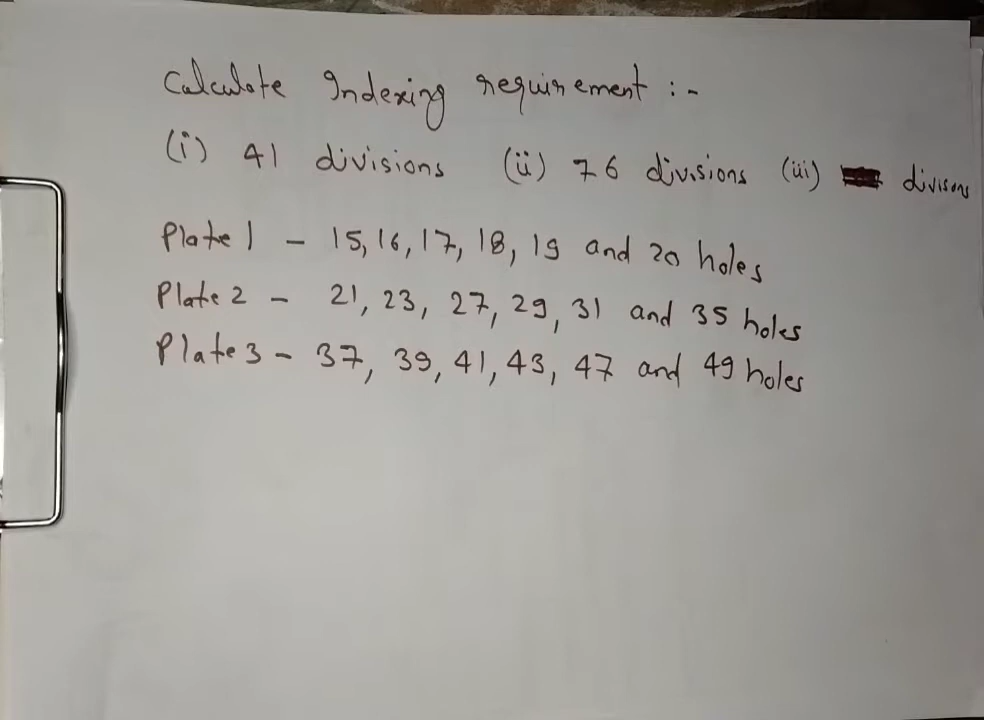 Calculate Indexing requirement :-
(i) 41 divisions (ii) 76 divisions (iii) divisons
Plate 1 - 15, 16, 17, 18, 19 and 20 holes
Plate 2 - 21, 23, 27, 29, 31 and 35 holes
Plate 3 - 37, 39, 41, 43, 47 and 49 holes